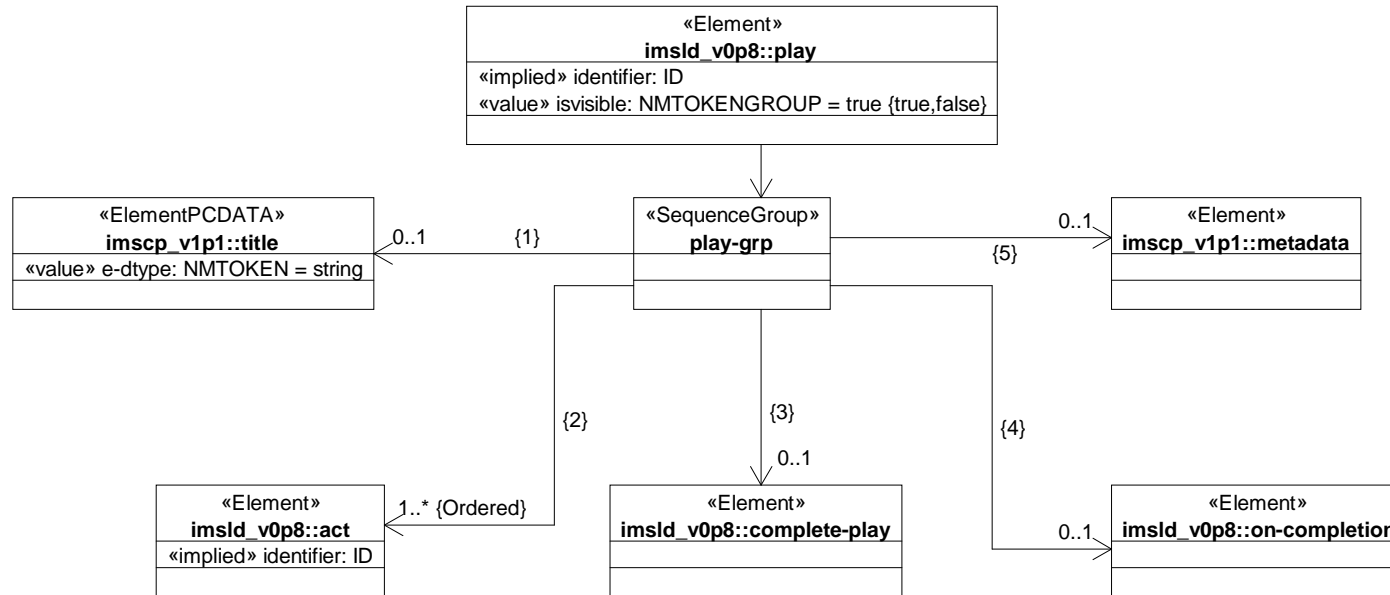 «Element»
imsld_v0p8::play
«implied» identifier: ID
«value» isvisible: NMTOKENGROUP = true {true,false}
«ElementPCDATA»
imscp_v1p1::title
«value» e-dtype: NMTOKEN = string
0..1
{1}
«SequenceGroup»
play-grp
0..1
{5}
«Element»
imscp_v1p1::metadata
{2}
{3}
{4}
1..* {Ordered}
0..1
0..1
«Element»
imsld_v0p8::act
«implied» identifier: ID
«Element»
imsld_v0p8::complete-play
«Element»
imsld_v0p8::on-completion